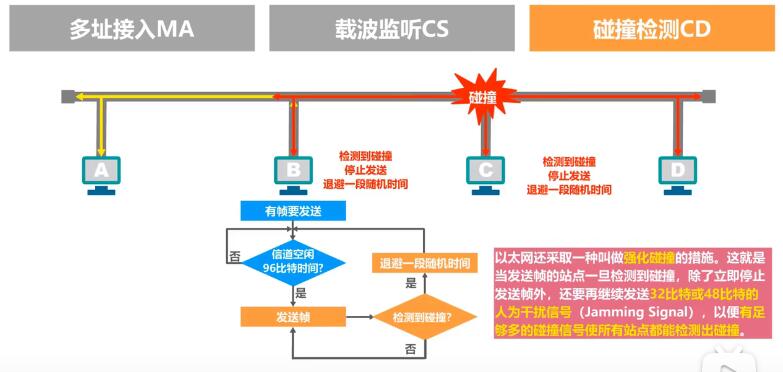 多址接入MA
载波监听CS
碰撞检测CD
碰撞
A
B
C
D
检测到碰撞
停止发送
退避一段随机时间
检测到碰撞
停止发送
退避一段随机时间
有帧要发送
否
信道空闲
96比特时间?
是
发送帧
退避一段随机时间
是
检测到碰撞?
否
以太网还采取一种叫做强化碰撞的措施。这就是
当发送帧的站点一旦检测到碰撞，除了立即停止
发送帧外，还要再继续发送32比特或48比特的
人为干扰信号（Jamming Signal），以便有足
够多的碰撞信号使所有站点都能检测出碰撞。